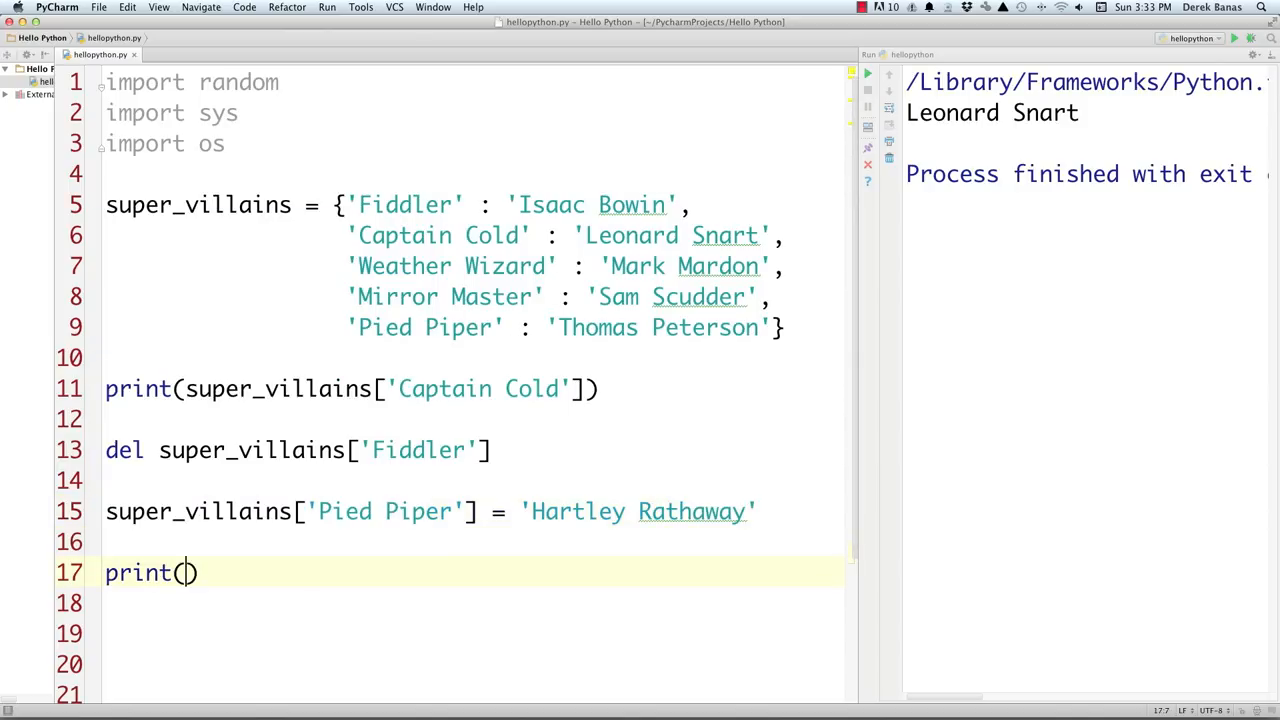 PyCharm File Edit View Navigate Code Refactor Run Tools VCS Window Help 10 Sun 3:33 PM Derek Banas
hellopython.py – Hello Python – [~/PycharmProjects/Hello Python]
Hello Python hellopython.py hellopython
hellopython.py Run hellopython
Hello P
hell
Extern
1 import random
2 import sys
3 import os
4
5 super_villains = {'Fiddler' : 'Isaac Bowin',
6 'Captain Cold' : 'Leonard Snart',
7 'Weather Wizard' : 'Mark Mardon',
8 'Mirror Master' : 'Sam Scudder',
9 'Pied Piper' : 'Thomas Peterson'}
10
11 print(super_villains['Captain Cold'])
12
13 del super_villains['Fiddler']
14
15 super_villains['Pied Piper'] = 'Hartley Rathaway'
16
17 print()
18
19
20
21
/Library/Frameworks/Python.
Leonard Snart
Process finished with exit
17:7 LF UTF-8